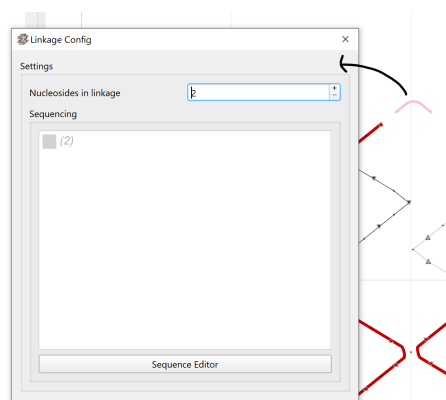 Linkage Config
Settings
Nucleosides in linkage 2
Sequencing
(2)
Sequence Editor